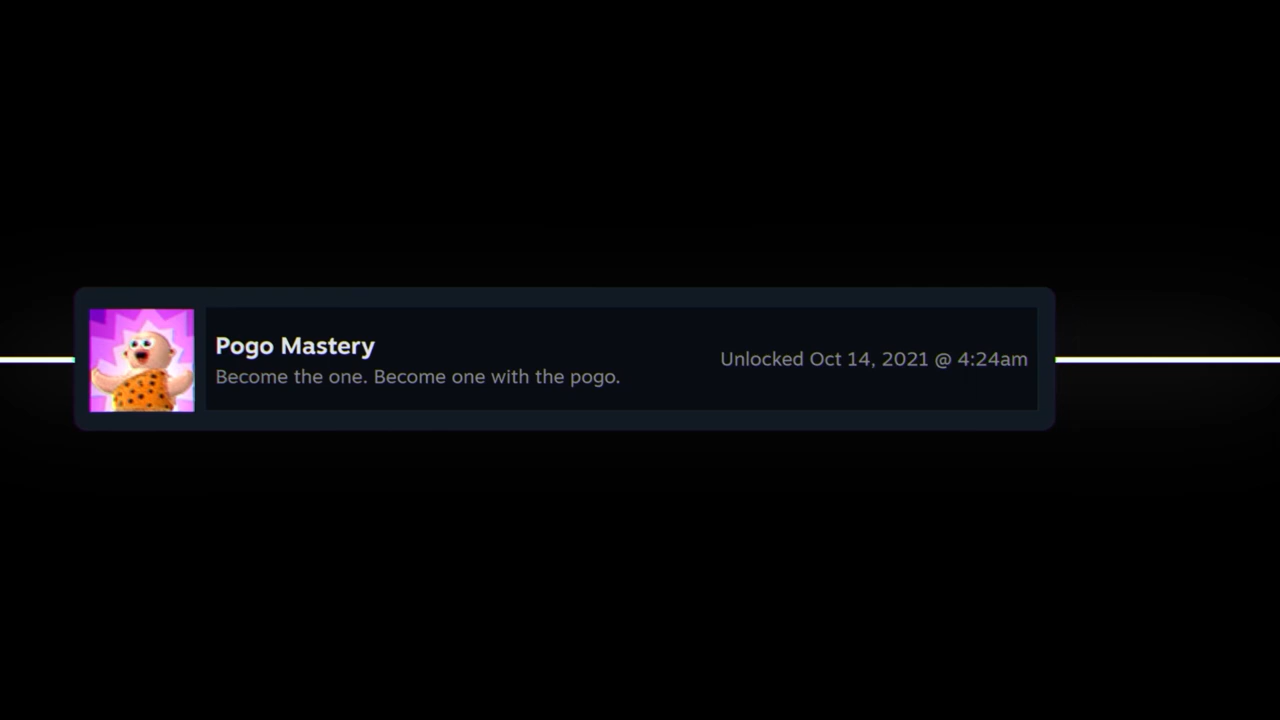 Pogo Mastery
Become the one. Become one with the pogo.
Unlocked Oct 14, 2021 @ 4:24am